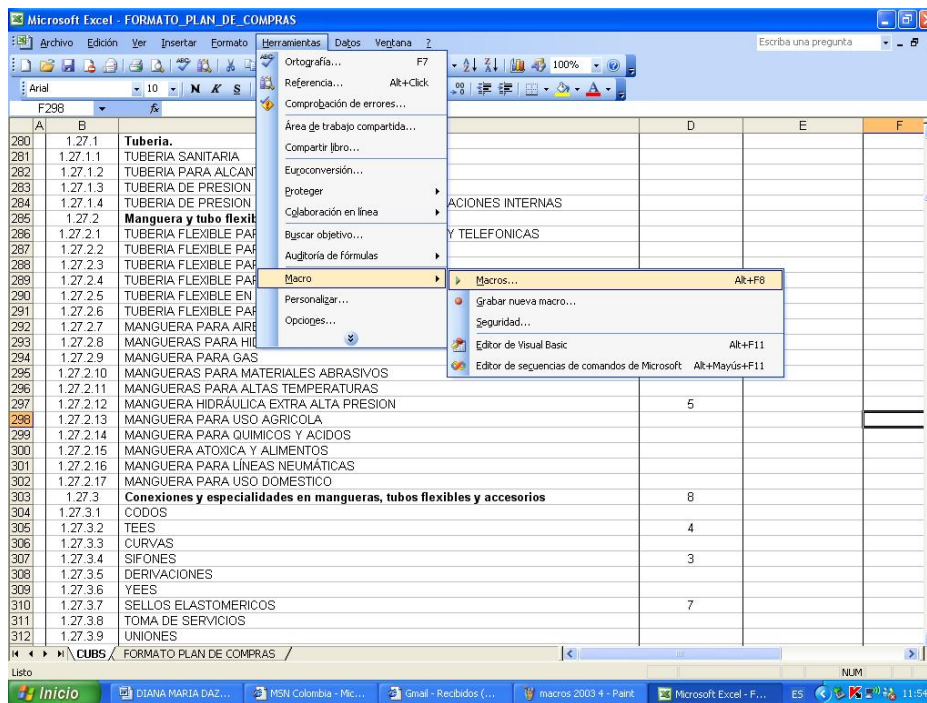 Microsoft Excel - FORMATO_PLAN_DE_COMPRAS
Archivo Edición Ver Insertar Formato Herramientas Datos Ventana ? Escriba una pregunta
100%
Arial 10 N K S
F298 fx
Ortografía... F7
Referencia... Alt+Click
Comprobación de errores...
Área de trabajo compartida...
Compartir libro...
Euroconversión...
Proteger
Colaboración en línea
Buscar objetivo...
Auditoría de fórmulas
Macro
Personalizar...
Opciones...
Macros... Alt+F8
Grabar nueva macro...
Seguridad...
Editor de Visual Basic Alt+F11
Editor de secuencias de comandos de Microsoft Alt+Mayús+F11
A B D E F
280 1.27.1 Tuberia.
281 1.27.1.1 TUBERIA SANITARIA
282 1.27.1.2 TUBERIA PARA ALCAN
283 1.27.1.3 TUBERIA DE PRESION
284 1.27.1.4 TUBERIA DE PRESION ACIONES INTERNAS
285 1.27.2 Manguera y tubo flexib
286 1.27.2.1 TUBERIA FLEXIBLE PAR Y TELEFONICAS
287 1.27.2.2 TUBERIA FLEXIBLE PAR
288 1.27.2.3 TUBERIA FLEXIBLE PAR
289 1.27.2.4 TUBERIA FLEXIBLE PAR
290 1.27.2.5 TUBERIA FLEXIBLE EN
291 1.27.2.6 TUBERIA FLEXIBLE PAR
292 1.27.2.7 MANGUERA PARA AIRE
293 1.27.2.8 MANGUERAS PARA HID
294 1.27.2.9 MANGUERA PARA GAS
295 1.27.2.10 MANGUERAS PARA MATERIALES ABRASIVOS
296 1.27.2.11 MANGUERAS PARA ALTAS TEMPERATURAS
297 1.27.2.12 MANGUERA HIDRÁULICA EXTRA ALTA PRESION 5
298 1.27.2.13 MANGUERA PARA USO AGRICOLA
299 1.27.2.14 MANGUERA PARA QUIMICOS Y ACIDOS
300 1.27.2.15 MANGUERA ATOXICA Y ALIMENTOS
301 1.27.2.16 MANGUERA PARA LÍNEAS NEUMÁTICAS
302 1.27.2.17 MANGUERA PARA USO DOMESTICO
303 1.27.3 Conexiones y especialidades en mangueras, tubos flexibles y accesorios 8
304 1.27.3.1 CODOS
305 1.27.3.2 TEES 4
306 1.27.3.3 CURVAS
307 1.27.3.4 SIFONES 3
308 1.27.3.5 DERIVACIONES
309 1.27.3.6 YEES
310 1.27.3.7 SELLOS ELASTOMERICOS 7
311 1.27.3.8 TOMA DE SERVICIOS
312 1.27.3.9 UNIONES
CUBS FORMATO PLAN DE COMPRAS
Listo NUM
Inicio DIANA MARIA DAZ... MSN Colombia - Mic... Gmail - Recibidos (... macros 2003 4 - Paint Microsoft Excel - F... ES 11:54